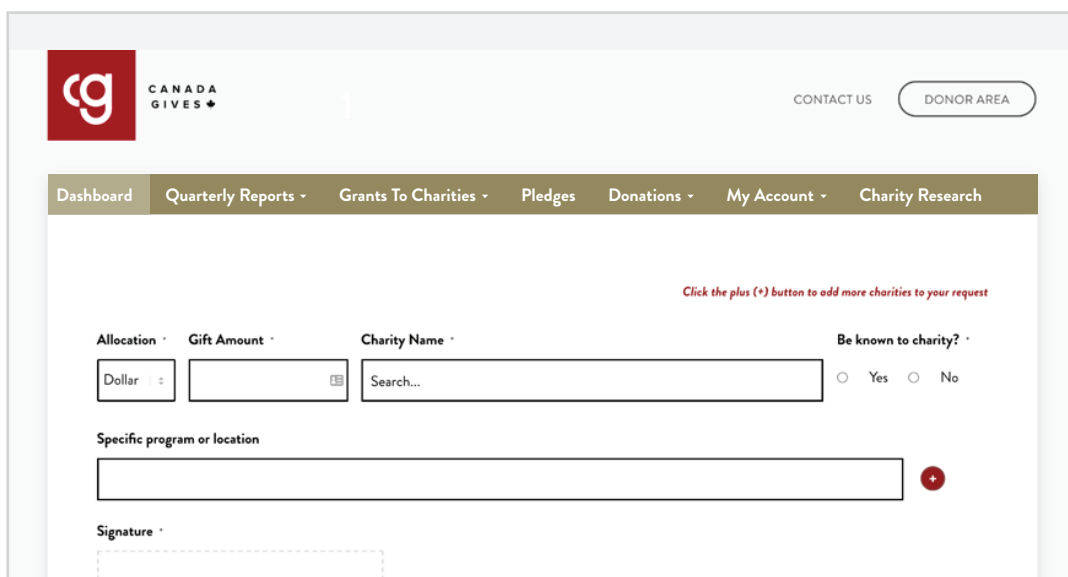 cg
CANADA
GIVES
1
CONTACT US
DONOR AREA
Dashboard Quarterly Reports Grants To Charities Pledges Donations My Account Charity Research
Click the plus (+) button to add more charities to your request
Allocation * Gift Amount * Charity Name * Be known to charity? *
Dollar Search... Yes No
Specific program or location
+
Signature *